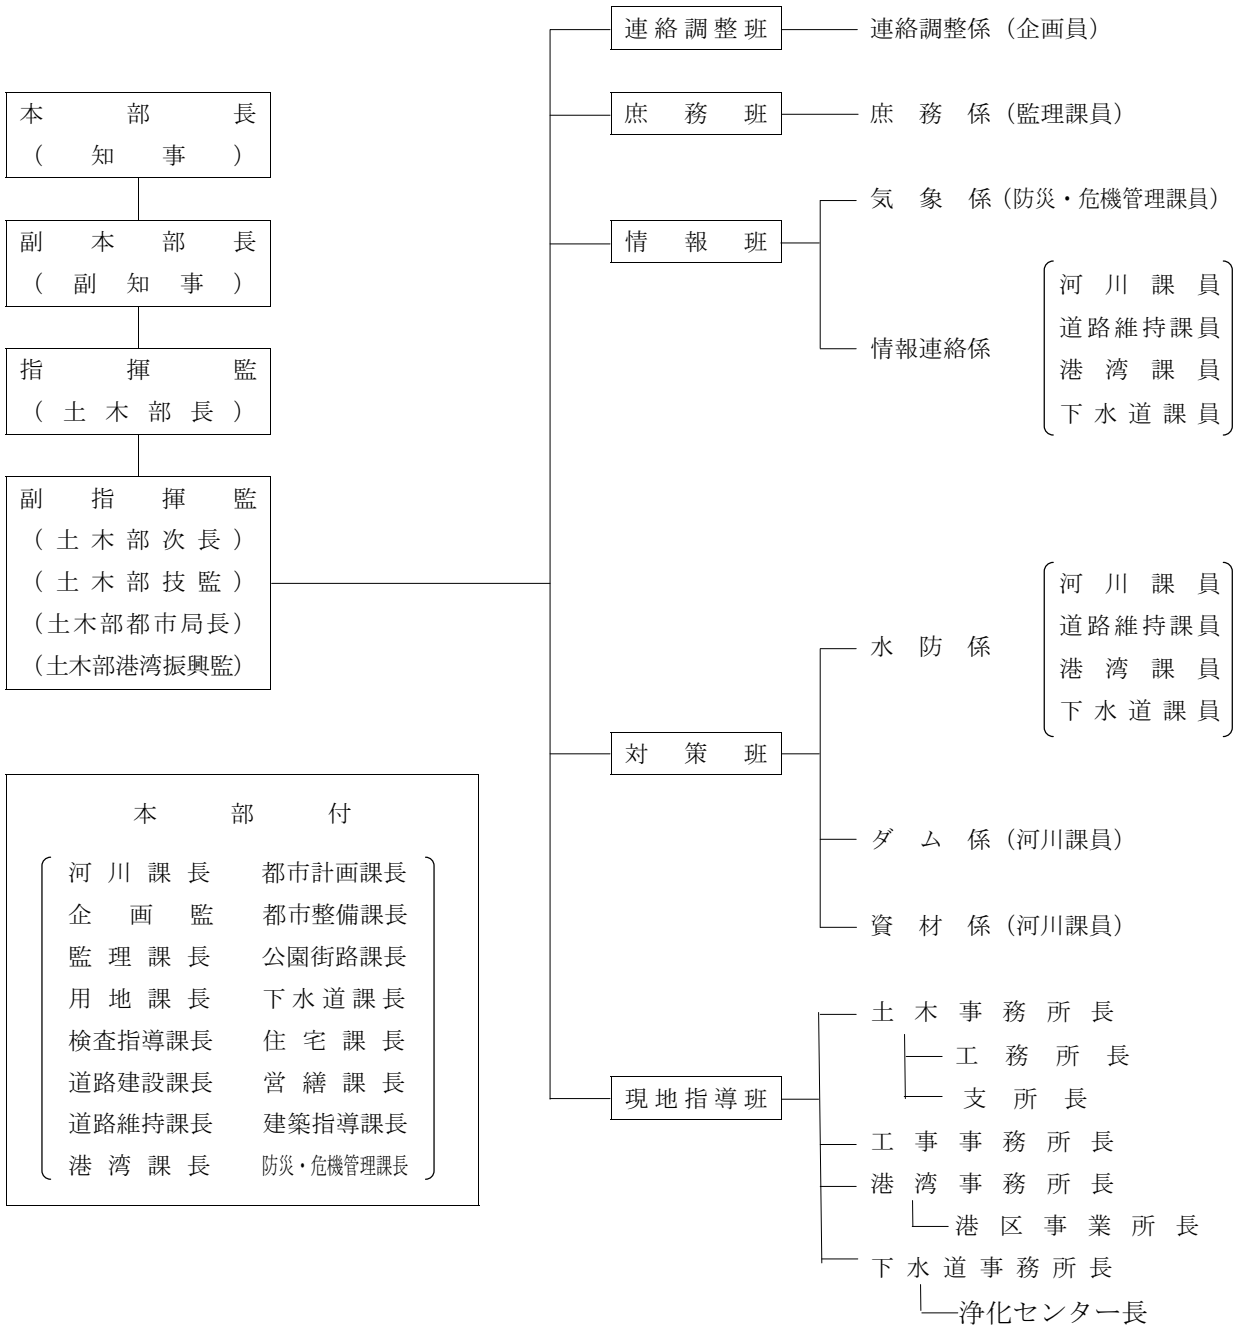 本部長
(知事)
副本部長
(副知事)
指揮監
(土木部長)
副指揮監
(土木部次長)
(土木部技監)
(土木部都市局長)
(土木部港湾振興監)
本部付
河川課長 都市計画課長
企画監 都市整備課長
監理課長 公園街路課長
用地課長 下水道課長
検査指導課長 住宅課長
道路建設課長 営繕課長
道路維持課長 建築指導課長
港湾課長 防災・危機管理課長
連絡調整班 連絡調整係(企画員)
庶務班 庶務係(監理課員)
情報班
気象係(防災・危機管理課員)
情報連絡係
河川課員
道路維持課員
港湾課員
下水道課員
対策班
水防係
河川課員
道路維持課員
港湾課員
下水道課員
ダム係(河川課員)
資材係(河川課員)
現地指導班
土木事務所長
工務所長
支所長
工事事務所長
港湾事務所長
港区事業所長
下水道事務所長
浄化センター長